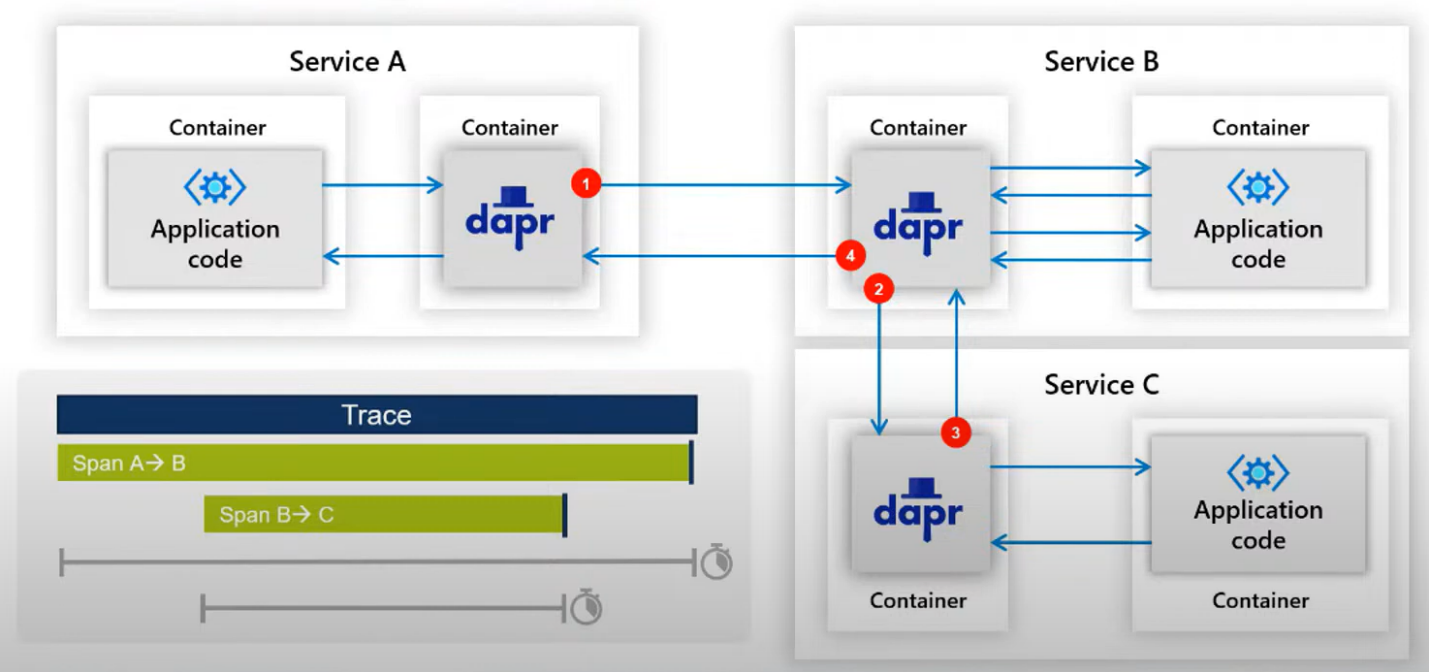 Service A
Container
Application
code
Container
dapr
1
4
2
Service B
Container
dapr
Container
Application
code
Service C
3
dapr
Container
Application
code
Container
Trace
Span A→ B
Span B→ C